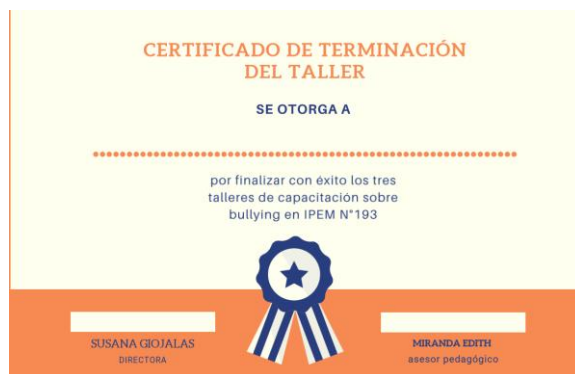 CERTIFICADO DE TERMINACIÓN
DEL TALLER
SE OTORGA A
por finalizar con éxito los tres
talleres de capacitación sobre
bullying en IPEM N°193
SUSANA GIOJALAS
DIRECTORA
MIRANDA EDITH
asesor pedagógico